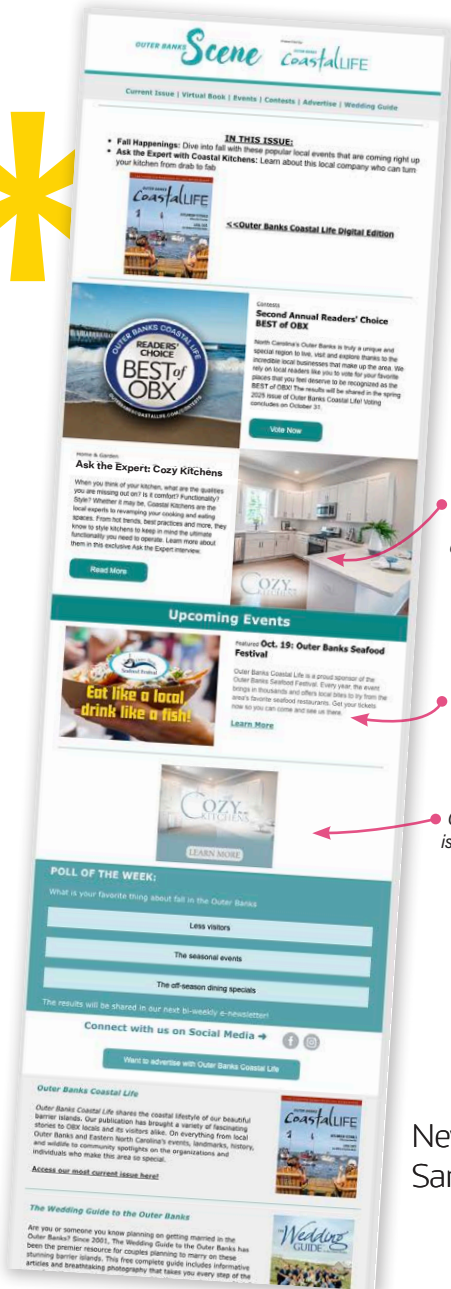 OUTER BANKS Scene
OUTER BANKS CoastalLIFE
Current Issue | Virtual Book | Events | Contests | Advertise | Wedding Guide
IN THIS ISSUE:
• Fall Happenings: Dive into fall with these popular local events that are coming right up
• Ask the Expert with Coastal Kitchens: Learn about this local company who can turn
your kitchen from drab to fab
OUTER BANKS
CoastalLIFE
<<Outer Banks Coastal Life Digital Edition
OUTER BANKS COASTAL LIFE
READERS'
CHOICE
BEST of
OBX
OUTERBANKSCOASTALLIFE.COM/CONTESTS
Contests
Second Annual Readers' Choice
BEST of OBX
North Carolina's Outer Banks is truly a unique and
special region to live, visit and explore thanks to the
incredible local businesses that make up the area. We
rely on local readers like you to vote for your favorite
places that you feel deserve to be recognized as the
BEST of OBX! The results will be shared in the spring
2025 issue of Outer Banks Coastal Life! Voting
concludes on October 31.
Vote Now
Home & Garden
Ask the Expert: Cozy Kitchens
When you think of your kitchen, what are the qualities
you are missing out on? Is it comfort? Functionality?
Style? Whether it may be, Coastal Kitchens are the
local experts to revamping your cooking and eating
spaces. From hot trends, best practices and more, they
know to style kitchens to keep in mind the ultimate
functionality you need to operate. Learn more about
them in this exclusive Ask the Expert interview.
Read More
COZY
KITCHENS
Upcoming Events
Seafood Festival
Eat like a local
drink like a fish!
Featured Oct. 19: Outer Banks Seafood
Festival
Outer Banks Coastal Life is a proud sponsor of the
Outer Banks Seafood Festival. Every year, the event
brings in thousands and offers local bites to try from the
area's favorite seafood restaurants. Get your tickets
now so you can come and see us there.
Learn More
COZY
KITCHENS
LEARN MORE
is
POLL OF THE WEEK:
What is your favorite thing about fall in the Outer Banks
Less visitors
The seasonal events
The off-season dining specials
The results will be shared in our next bi-weekly e-newsletter!
Connect with us on Social Media ➔
Want to advertise with Outer Banks Coastal Life
Outer Banks Coastal Life
Outer Banks Coastal Life shares the coastal lifestyle of our beautiful
barrier islands. Our publication has brought a variety of fascinating
stories to OBX locals and its visitors alike. On everything from local
Outer Banks and Eastern North Carolina's events, landmarks, history,
and wildlife to community spotlights on the organizations and
individuals who make this area so special.
Access our most current issue here!
OUTER BANKS
CoastalLIFE
The Wedding Guide to the Outer Banks
Are you or someone you know planning on getting married in the
Outer Banks? Since 2001, The Wedding Guide to the Outer Banks has
been the premier resource for couples planning to marry on these
stunning barrier islands. This free complete guide includes informative
articles and breathtaking photography that takes you every step of the
Wedding
GUIDE